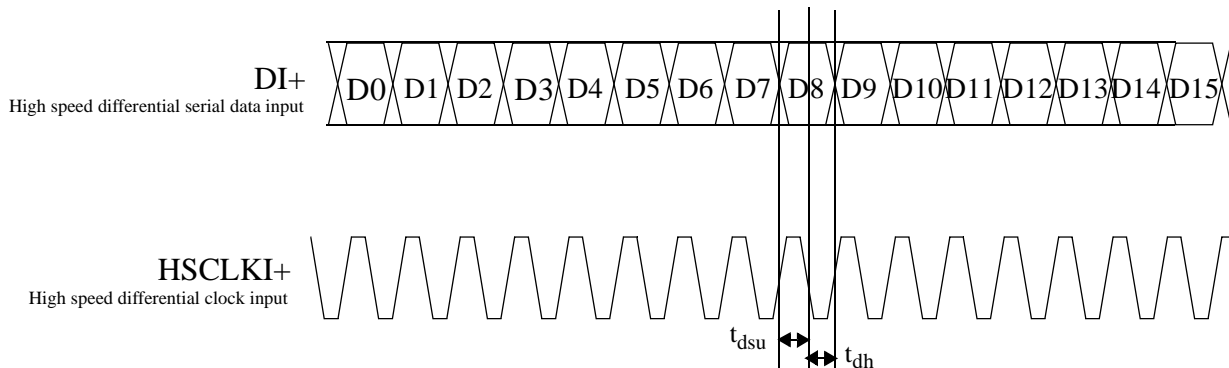 DI+
High speed differential serial data input
D0 D1 D2 D3 D4 D5 D6 D7 D8 D9 D10 D11 D12 D13 D14 D15
HSCLKI+
High speed differential clock input
tdsu
tdh